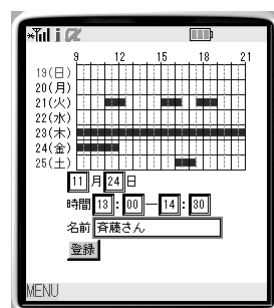 i α
9 12 15 18 21
19(日)
20(月)
21(火)
22(水)
23(木)
24(金)
25(土)
11 月 24 日
時間 13 : 00 ー 14 : 30
名前 斉藤さん
登録
MENU